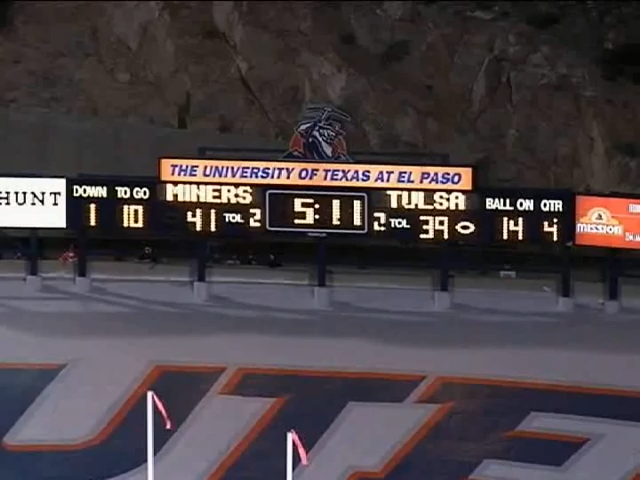 THE UNIVERSITY OF TEXAS AT EL PASO
HUNT
DOWN TO GO
1 10
MINERS
41 TOL 2
5:11
TULSA
2 TOL 39
BALL ON QTR
14 4
MISSION
UTE